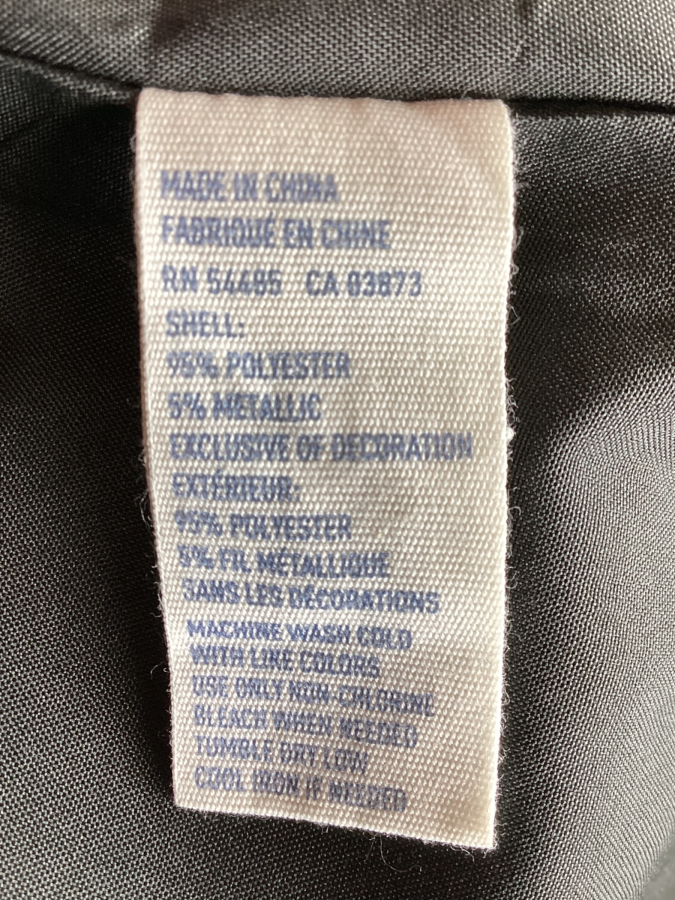 MADE IN CHINA
FABRIQUÉ EN CHINE
RN 54485 CA 03873
SHELL:
95% POLYESTER
5% METALLIC
EXCLUSIVE OF DECORATION
EXTÉRIEUR:
95% POLYESTER
5% FIL MÉTALLIQUE
SANS LES DÉCORATIONS
MACHINE WASH COLD
WITH LIKE COLORS
USE ONLY NON-CHLORINE
BLEACH WHEN NEEDED
TUMBLE DRY LOW
COOL IRON IF NEEDED